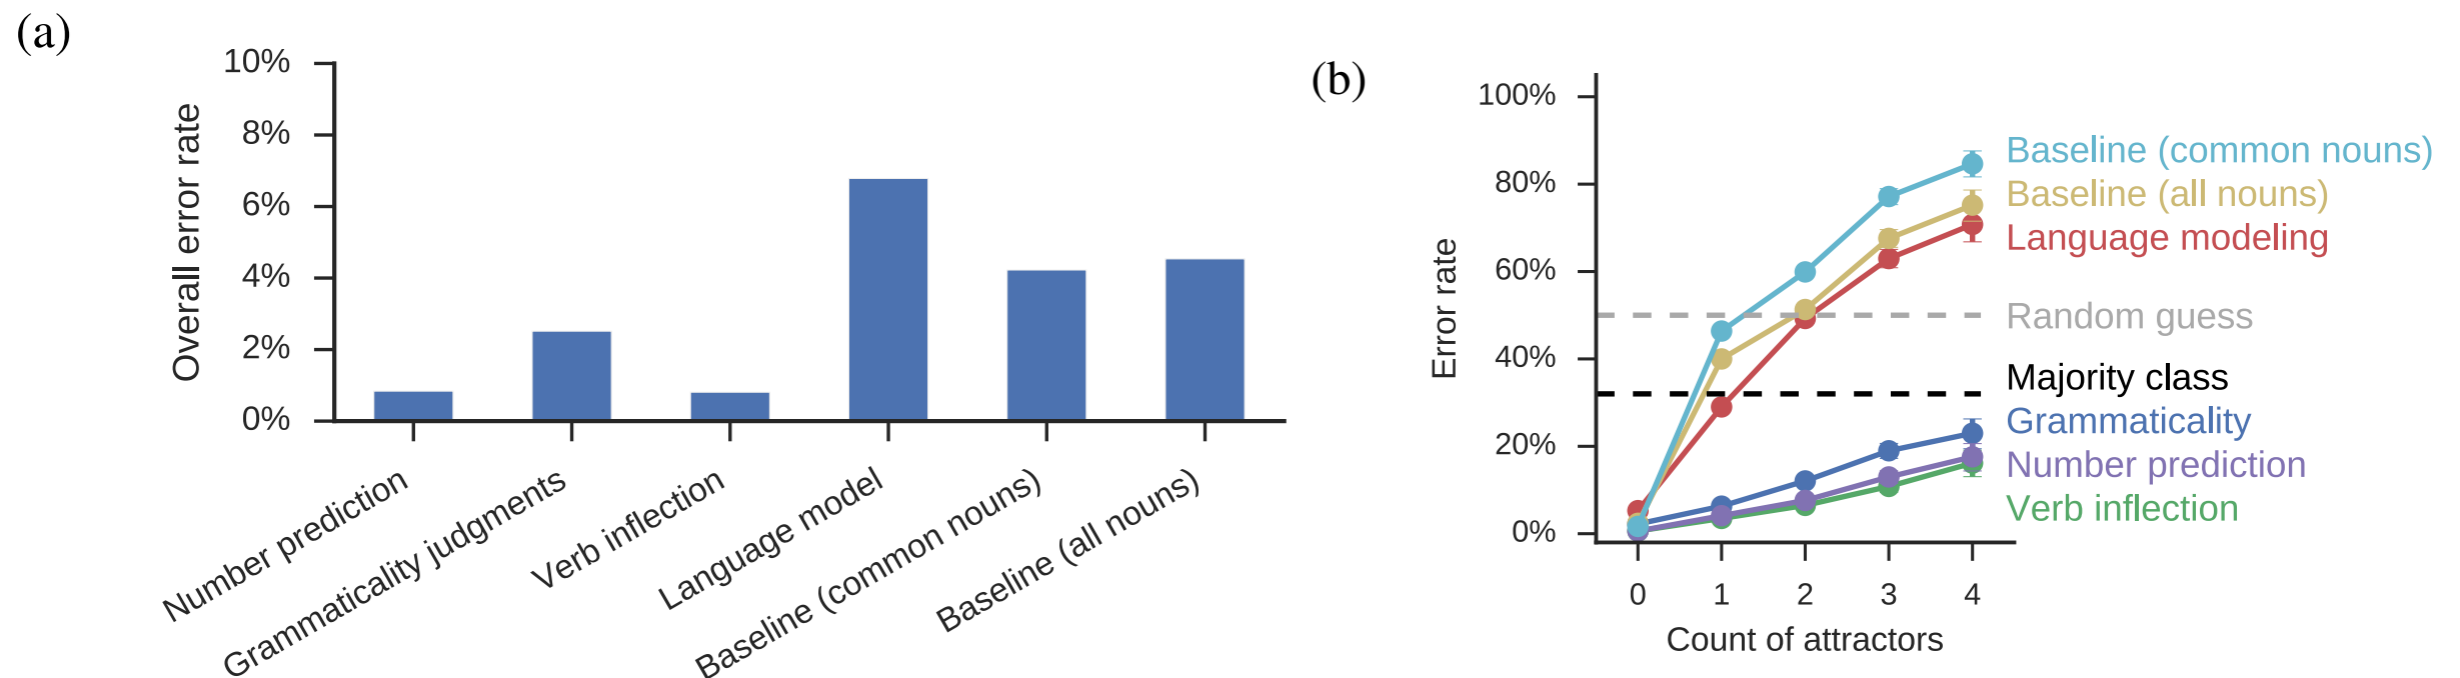 (a)
10%
8%
6%
4%
2%
0%
Overall error rate
Number prediction
Grammaticality judgments
Verb inflection
Language model
Baseline (common nouns)
Baseline (all nouns)
(b)
100%
80%
60%
40%
20%
0%
Error rate
0 1 2 3 4
Count of attractors
Baseline (common nouns)
Baseline (all nouns)
Language modeling
Random guess
Majority class
Grammaticality
Number prediction
Verb inflection